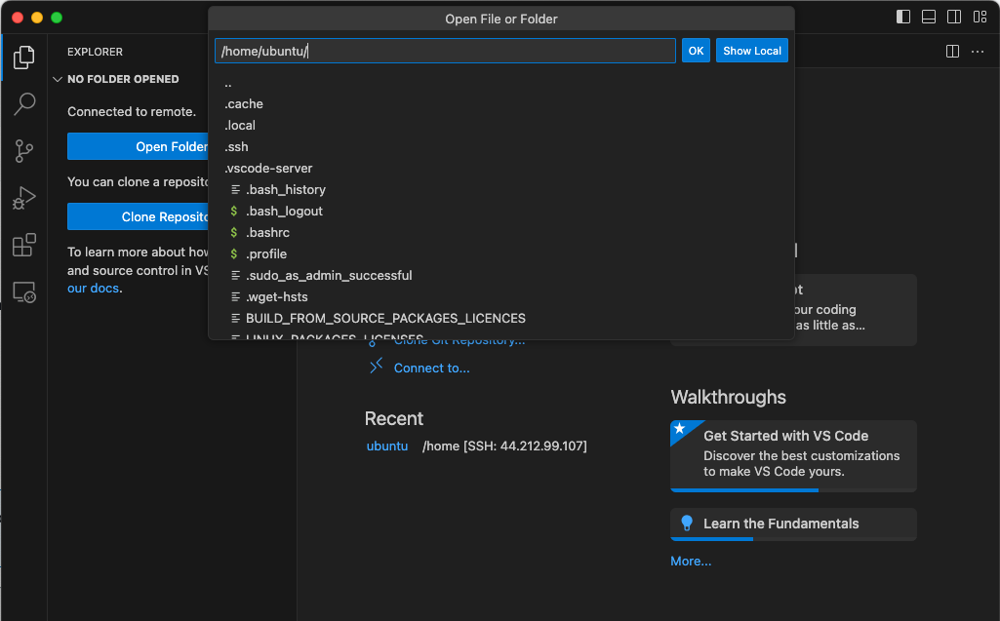 Open File or Folder
/home/ubuntu/
OK
Show Local
EXPLORER
NO FOLDER OPENED
Connected to remote.
Open Folder
You can clone a reposito
Clone Reposito
To learn more about how
and source control in VS
our docs.
..
.cache
.local
.ssh
.vscode-server
.bash_history
$ .bash_logout
$ .bashrc
$ .profile
.sudo_as_admin_successful
.wget-hsts
BUILD_FROM_SOURCE_PACKAGES_LICENCES
LINUX_PACKAGES_LICENSES
Clone Git Repository...
Connect to...
Recent
ubuntu /home [SSH: 44.212.99.107]
ot
our coding
as little as...
Walkthroughs
Get Started with VS Code
Discover the best customizations
to make VS Code yours.
Learn the Fundamentals
More...